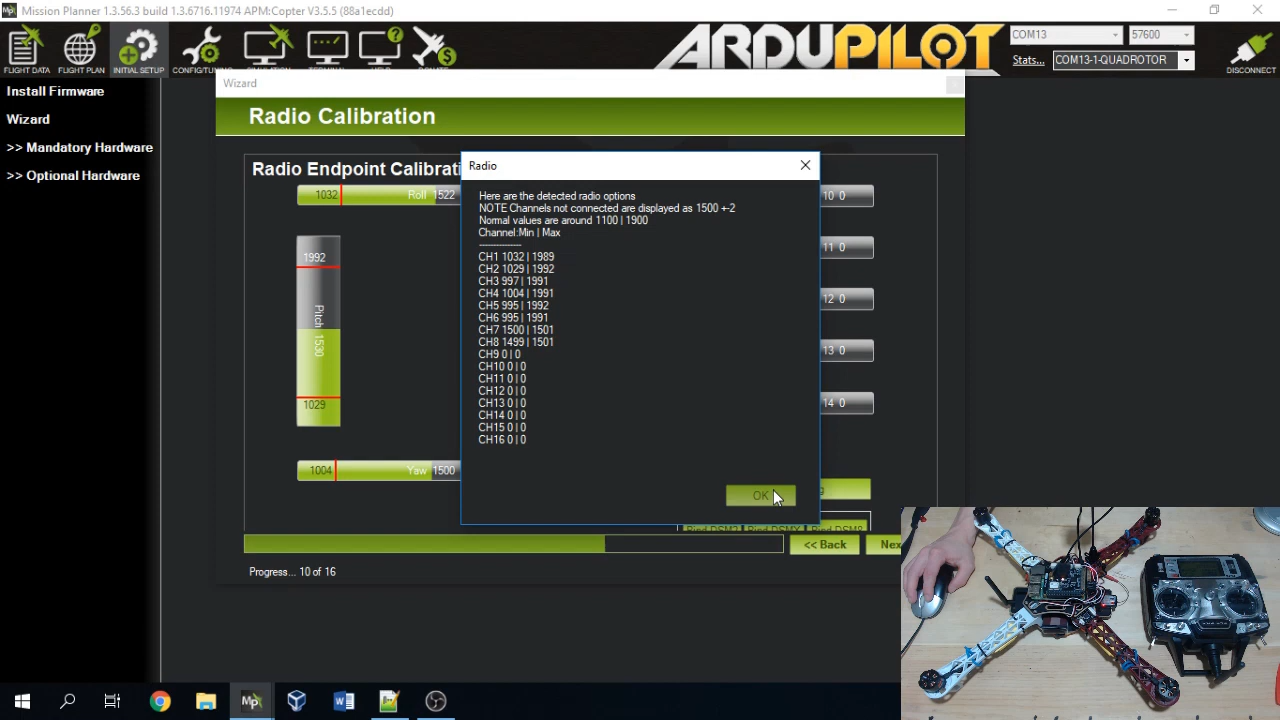 Mission Planner 1.3.56.3 build 1.3.6716.11974 APM:Copter V3.5.5 (88a1ecdd)
FLIGHT DATA
FLIGHT PLAN
INITIAL SETUP
CONFIG/TUNING
ARDUPILOT
COM13
57600
Stats...
COM13-1-QUADROTOR
DISCONNECT
Install Firmware
Wizard
>> Mandatory Hardware
>> Optional Hardware
Wizard
Radio Calibration
Radio Endpoint Calibrati
1032
Roll 1522
1992
Pitch 1530
1029
1004
Yaw 1500
10 0
11 0
12 0
13 0
14 0
Radio
Here are the detected radio options
NOTE Channels not connected are displayed as 1500 +-2
Normal values are around 1100 | 1900
Channel:Min | Max
---------------
CH1 1032 | 1989
CH2 1029 | 1992
CH3 997 | 1991
CH4 1004 | 1991
CH5 995 | 1992
CH6 995 | 1991
CH7 1500 | 1501
CH8 1499 | 1501
CH9 0 | 0
CH10 0 | 0
CH11 0 | 0
CH12 0 | 0
CH13 0 | 0
CH14 0 | 0
CH15 0 | 0
CH16 0 | 0
OK
<< Back
Nex
Progress... 10 of 16